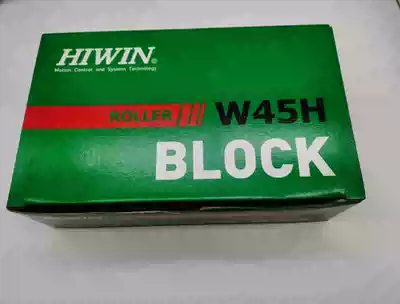 HIWIN®
Motion Control and System Technology
ROLLER W45H
BLOCK